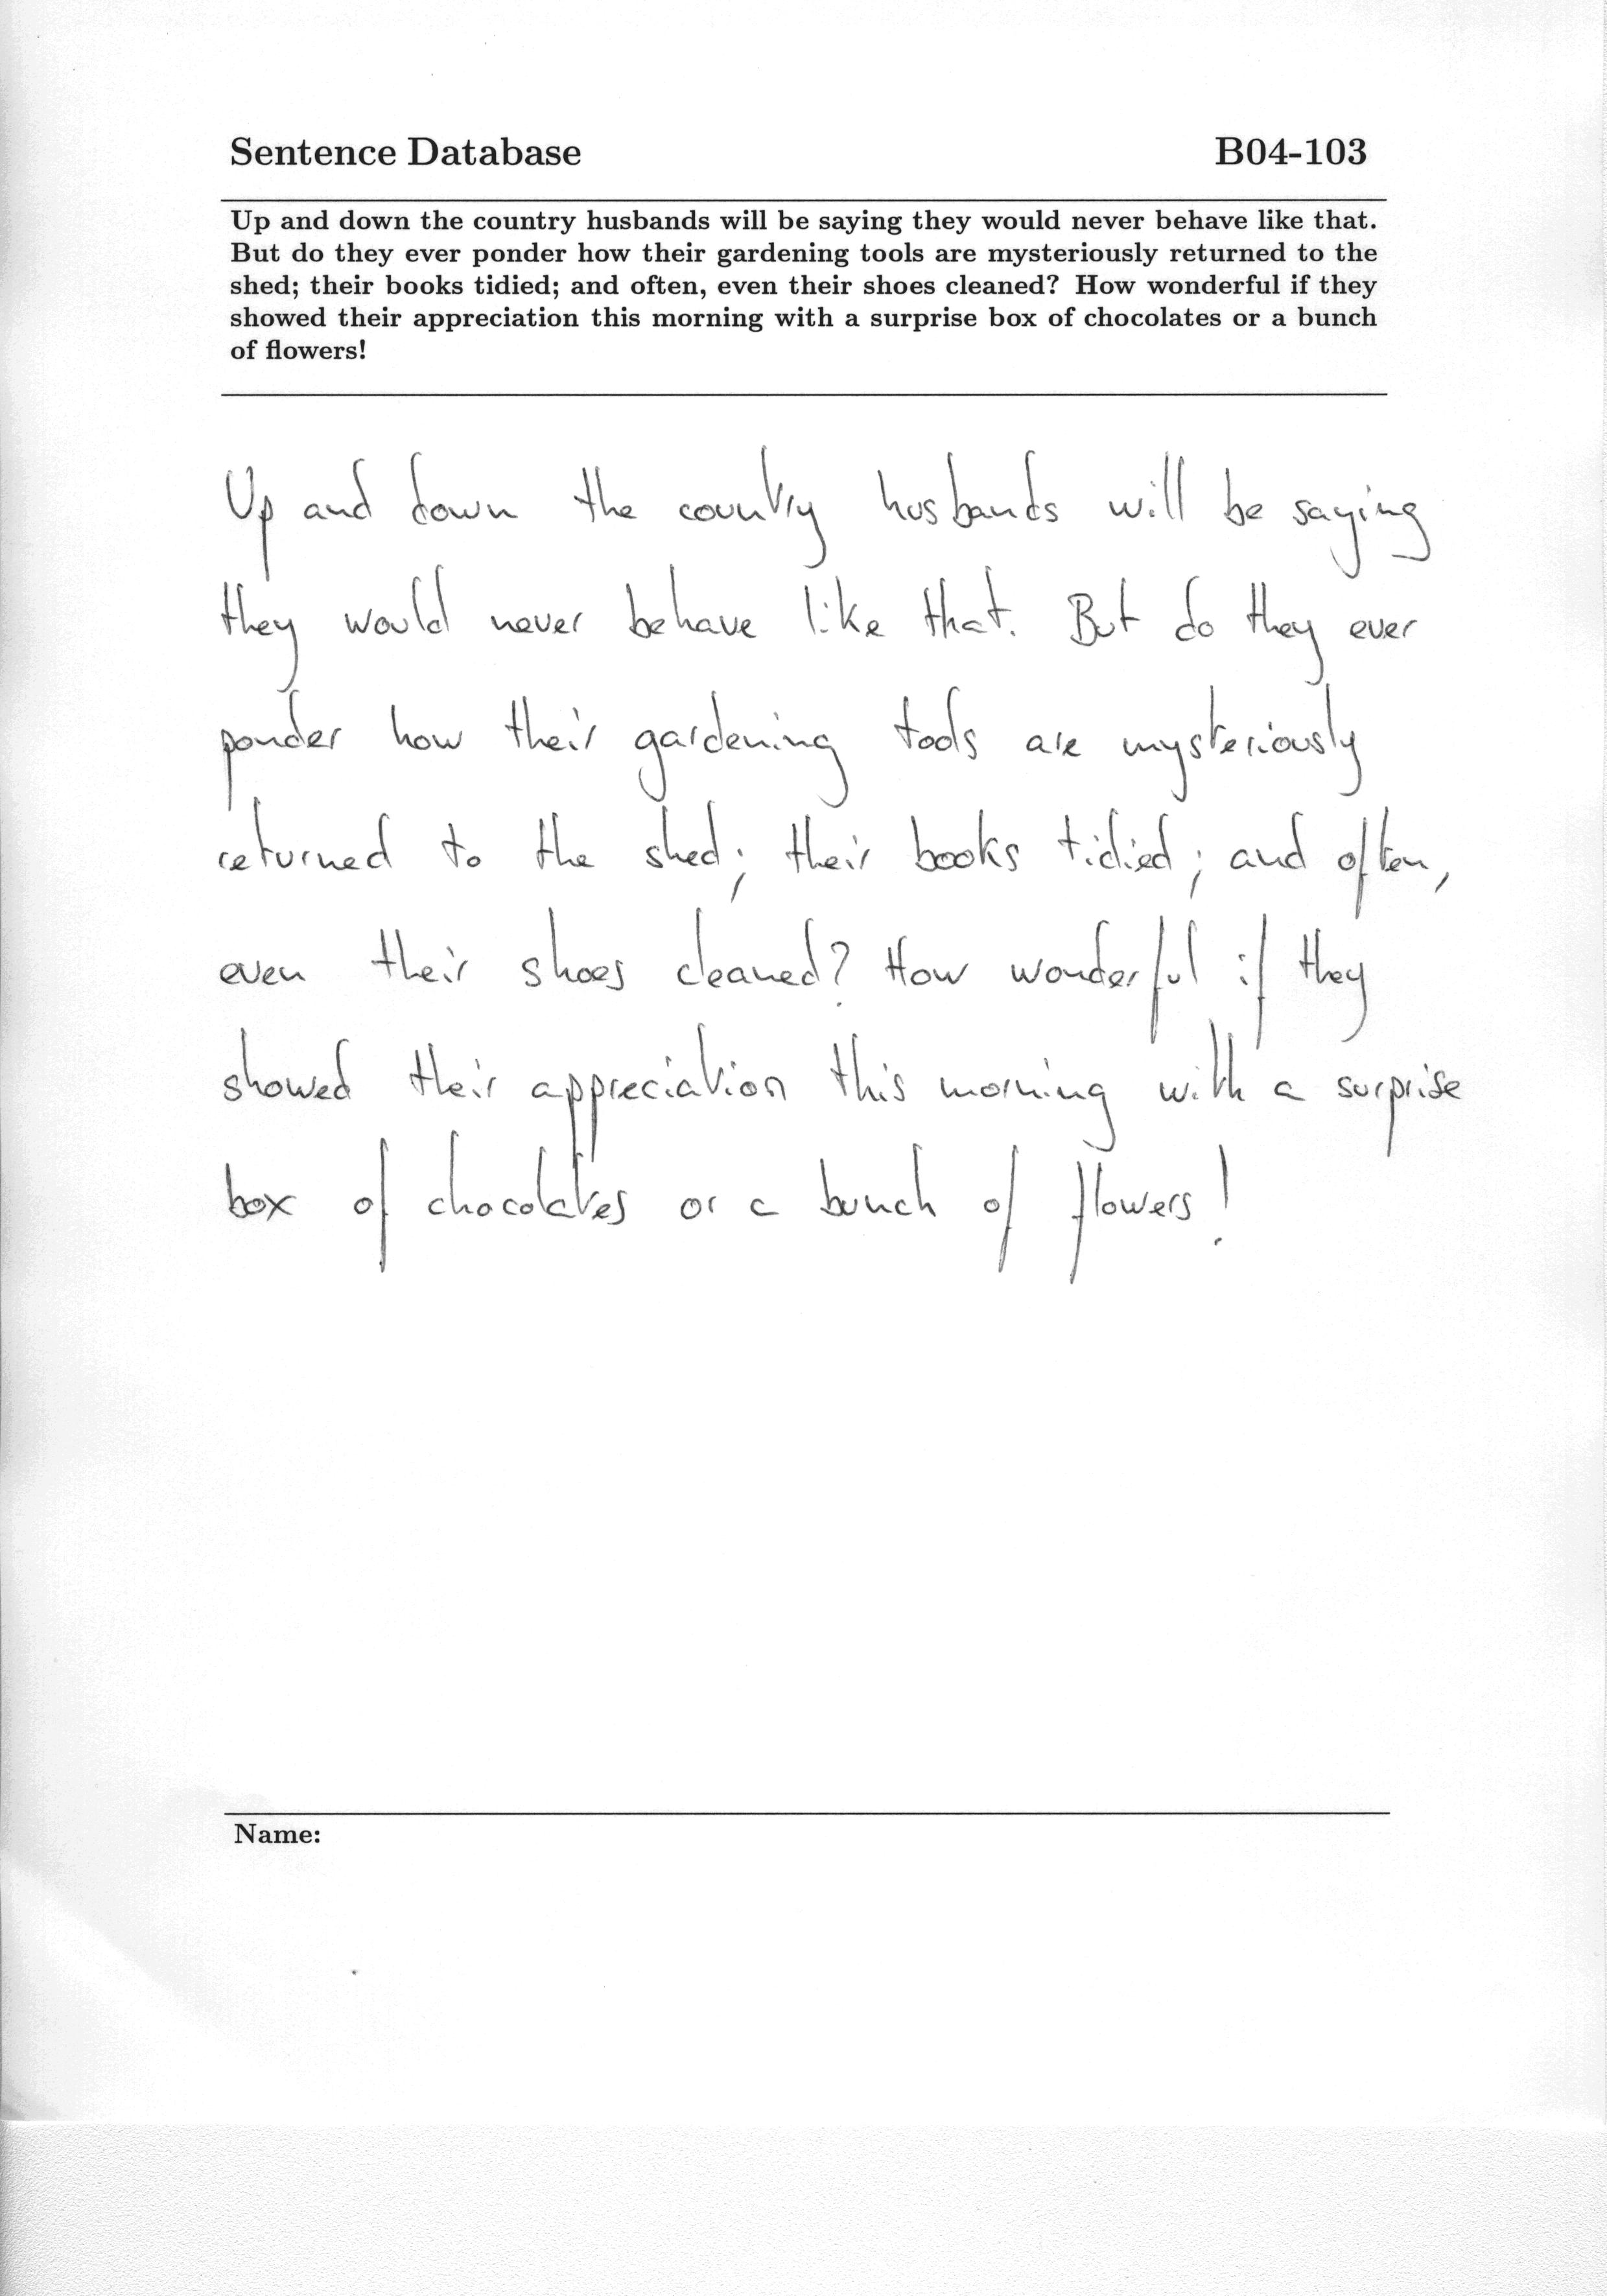 Sentence Database B04-103
Up and down the country husbands will be saying they would never behave like that.
But do they ever ponder how their gardening tools are mysteriously returned to the
shed; their books tidied; and often, even their shoes cleaned? How wonderful if they
showed their appreciation this morning with a surprise box of chocolates or a bunch
of flowers!
Up and down the country husbands will be saying
they would never behave like that. But do they ever
ponder how their gardening tools are mysteriously
returned to the shed; their books tidied; and often,
even their shoes cleaned? How wonderful if they
showed their appreciation this morning with a surprise
box of chocolates or a bunch of flowers!
Name: